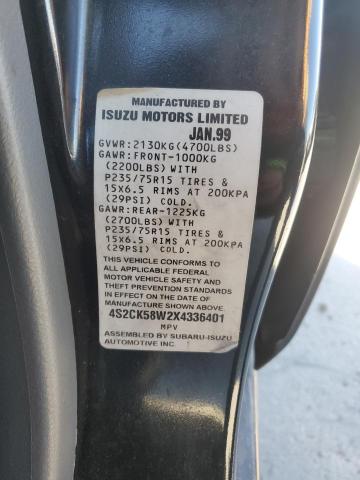 MANUFACTURED BY
ISUZU MOTORS LIMITED
JAN.99
GVWR:2130KG(4700LBS)
GAWR:FRONT-1000KG
(2200LBS) WITH
P235/75R15 TIRES &
15X6.5 RIMS AT 200KPA
(29PSI) COLD.
GAWR:REAR-1225KG
(2700LBS) WITH
P235/75R15 TIRES &
15X6.5 RIMS AT 200KPA
(29PSI) COLD.
THIS VEHICLE CONFORMS TO ALL
APPLICABLE FEDERAL MOTOR
VEHICLE SAFETY AND
THEFT PREVENTION STANDARDS
IN EFFECT ON THE DATE OF
MANUFACTURE SHOWN ABOVE
4S2CK58W2X4336401
MPV
ASSEMBLED BY SUBARU-ISUZU
AUTOMOTIVE INC.